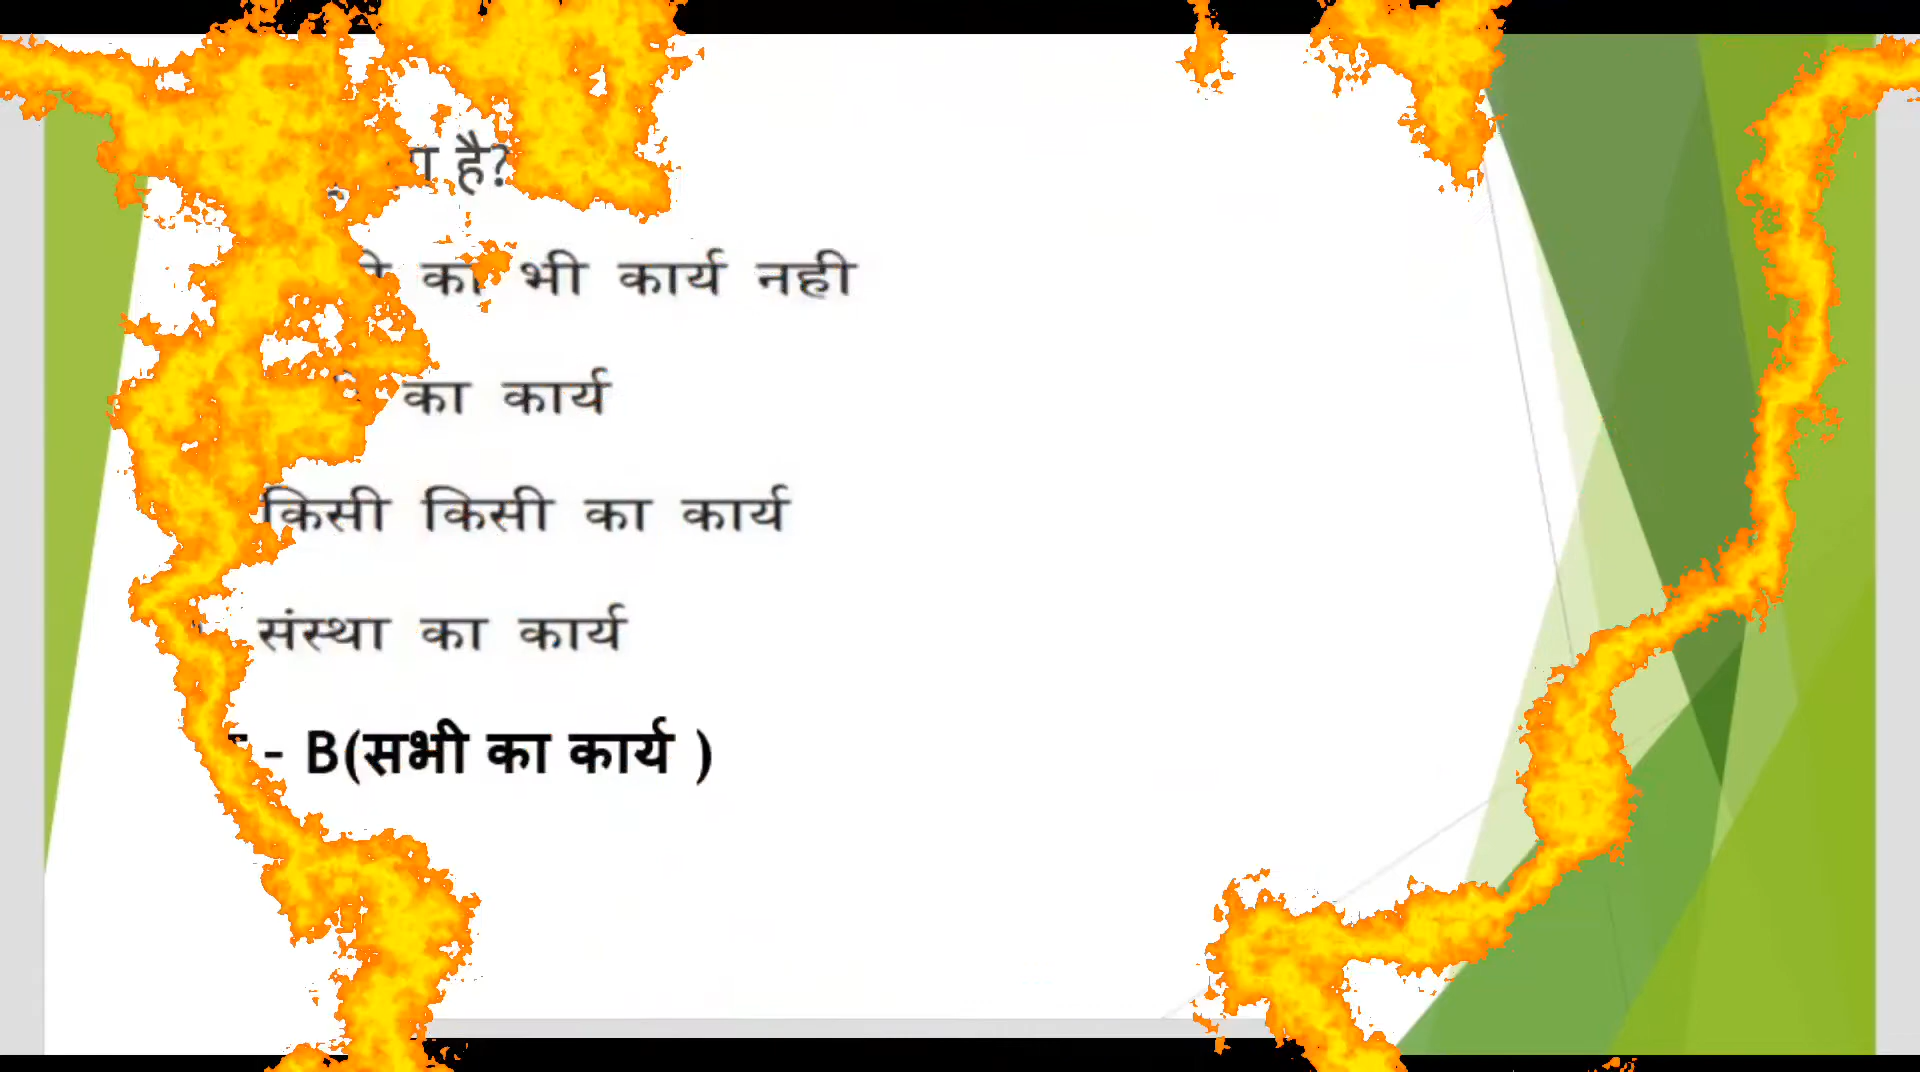 है?
का भी कार्य नही
का कार्य
किसी किसी का कार्य
संस्था का कार्य
- B(सभी का कार्य )